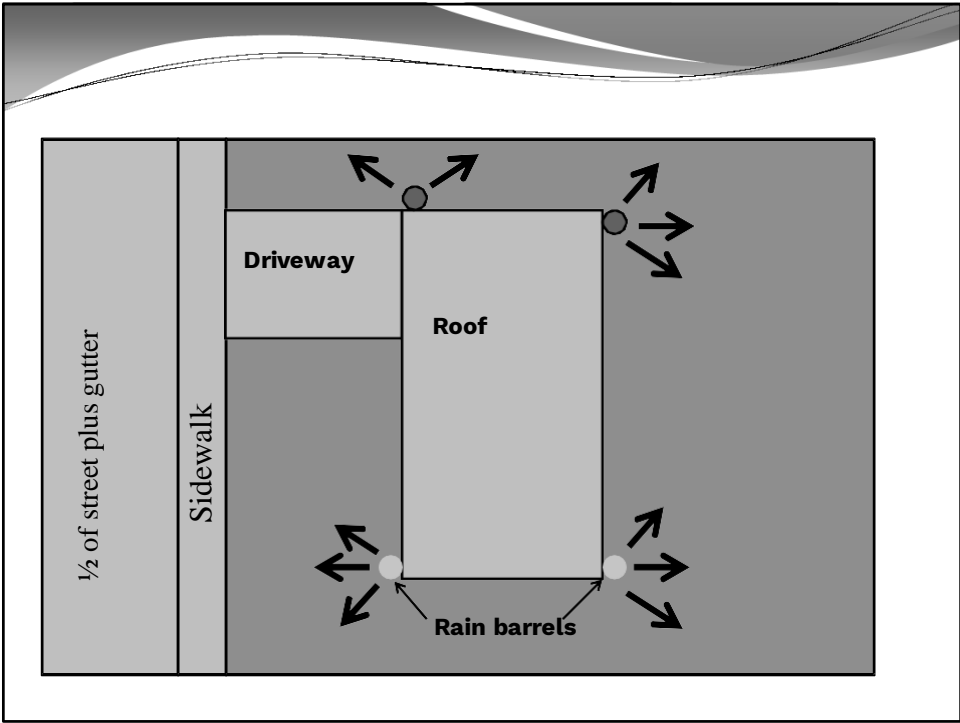 ½ of street plus gutter
Sidewalk
Driveway
Roof
Rain barrels